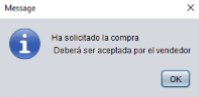 Message
Ha solicitado la compra
Deberá ser aceptada por el vendedor
OK